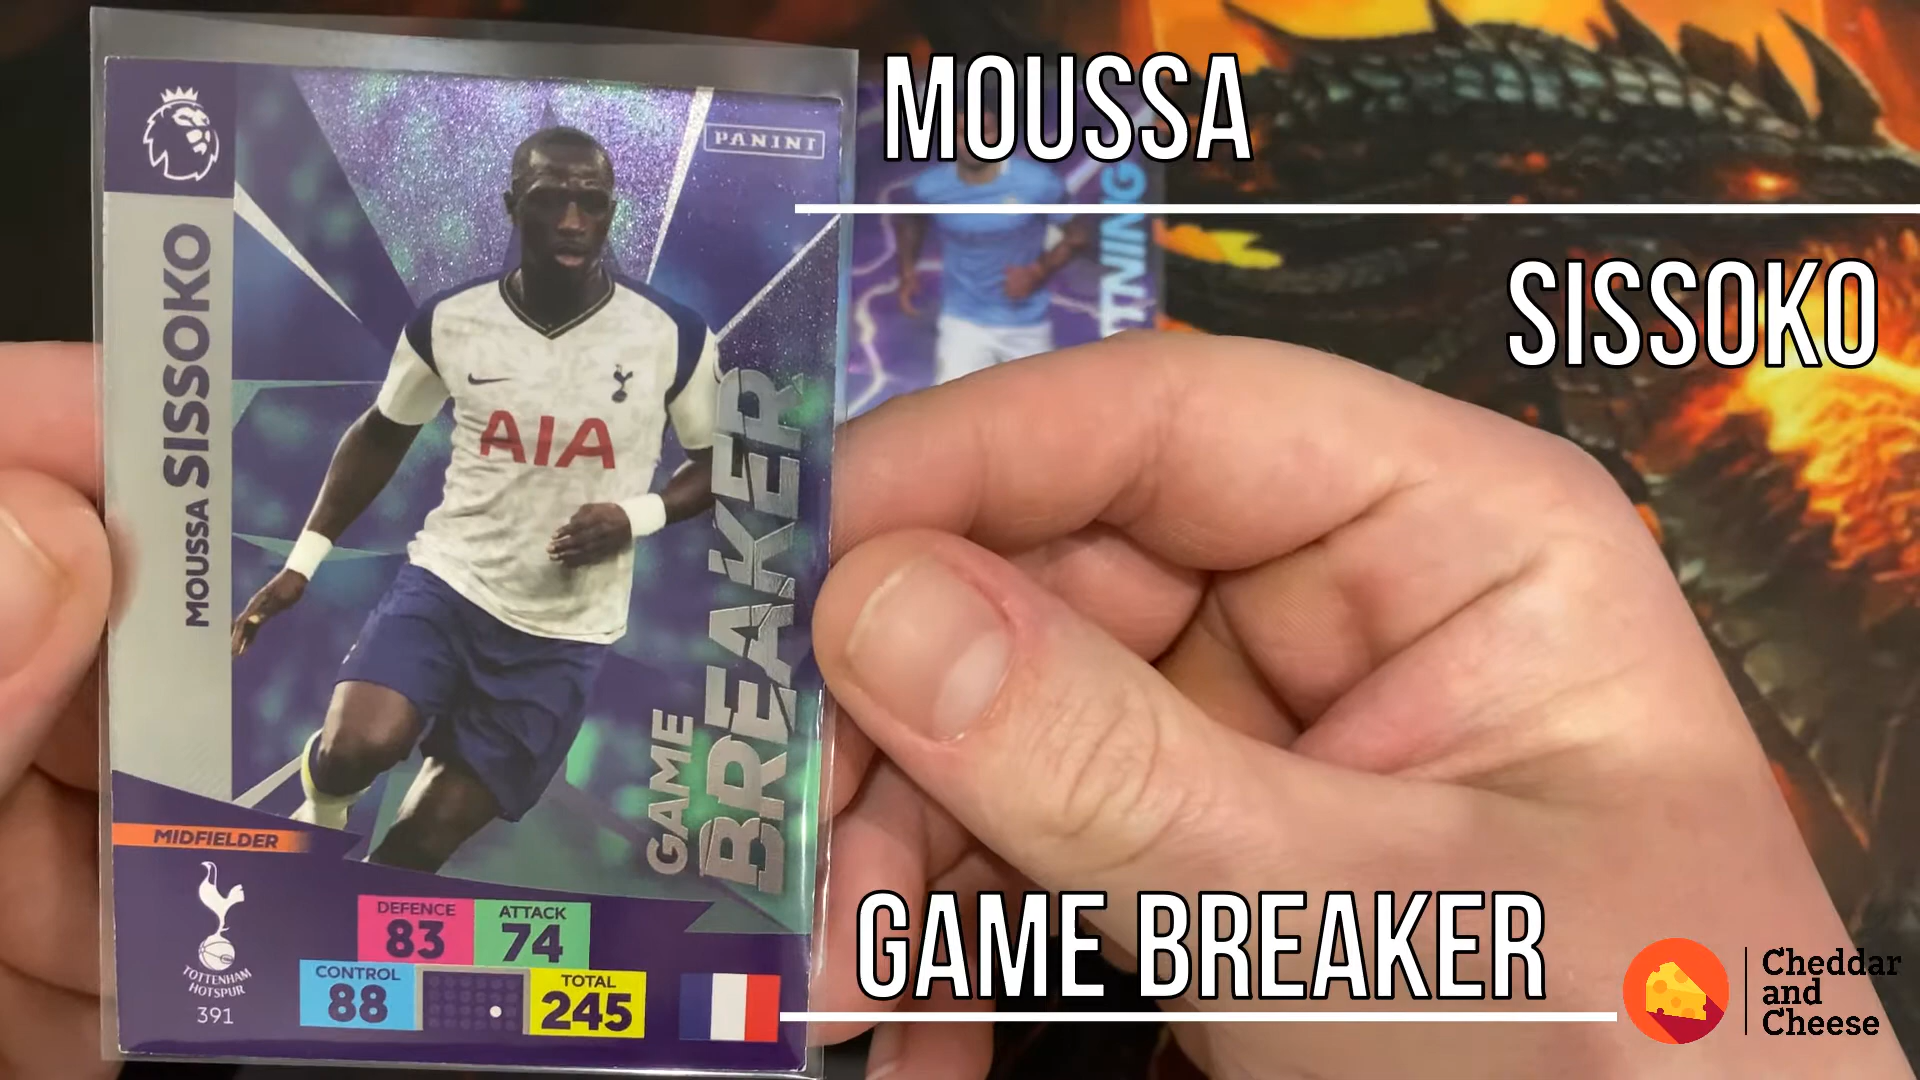 MOUSSA
SISSOKO
GAME BREAKER
Cheddar
and
Cheese
PANINI
MOUSSA SISSOKO
AIA
GAME
BREAKER
MIDFIELDER
TOTTENHAM
HOTSPUR
391
DEFENCE
83
ATTACK
74
CONTROL
88
TOTAL
245